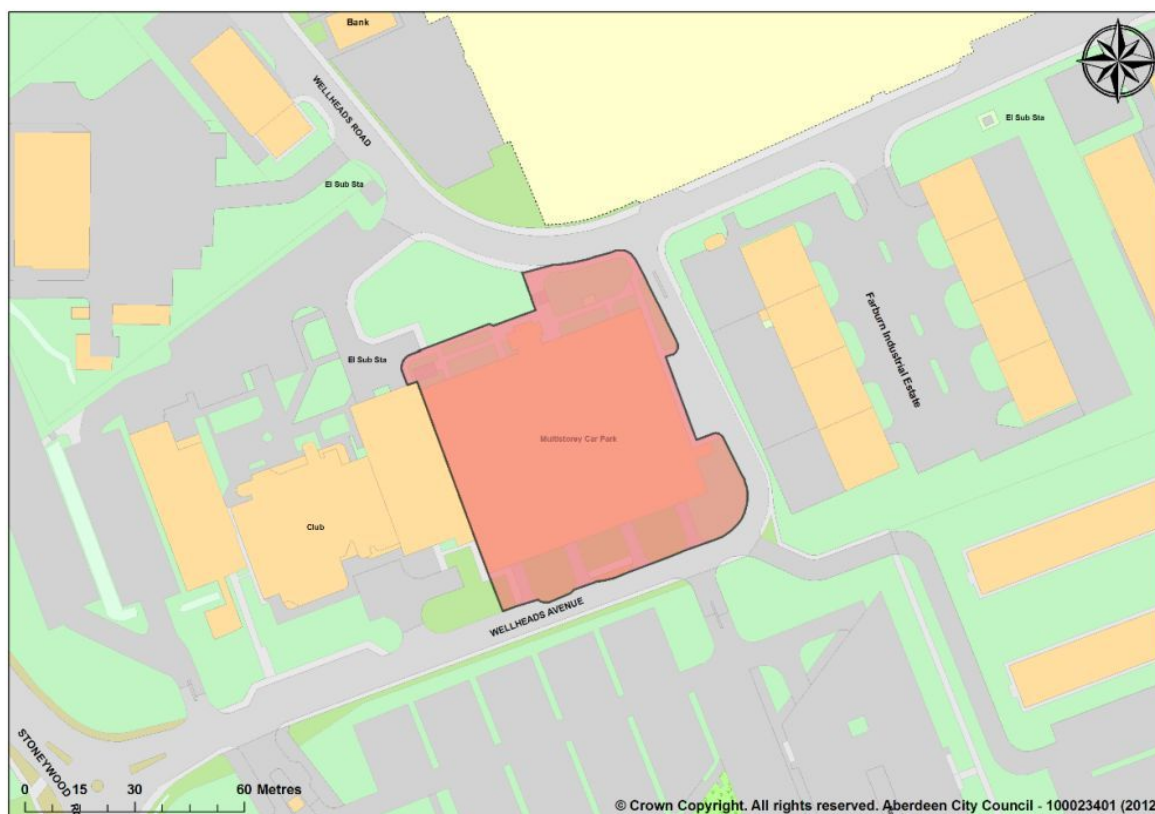 Bank
WELLHEADS ROAD
El Sub Sta
El Sub Sta
El Sub Sta
Farburn Industrial Estate
Multistorey Car Park
Club
WELLHEADS AVENUE
STONEYWOOD
0 15 30 60 Metres
© Crown Copyright. All rights reserved. Aberdeen City Council - 100023401 (2012